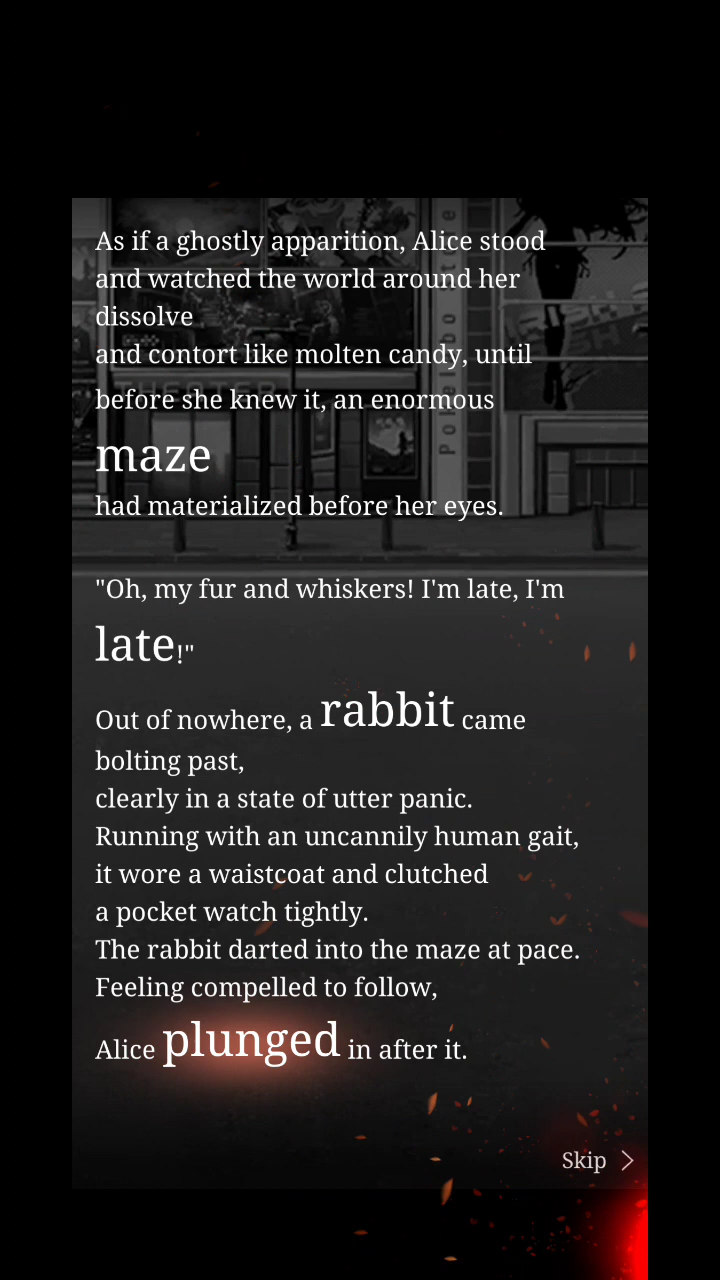 As if a ghostly apparition, Alice stood
and watched the world around her
dissolve
and contort like molten candy, until
before she knew it, an enormous
maze
had materialized before her eyes.
"Oh, my fur and whiskers! I'm late, I'm
late!"
Out of nowhere, a rabbit came
bolting past,
clearly in a state of utter panic.
Running with an uncannily human gait,
it wore a waistcoat and clutched
a pocket watch tightly.
The rabbit darted into the maze at pace.
Feeling compelled to follow,
Alice plunged in after it.
Skip
THEATER